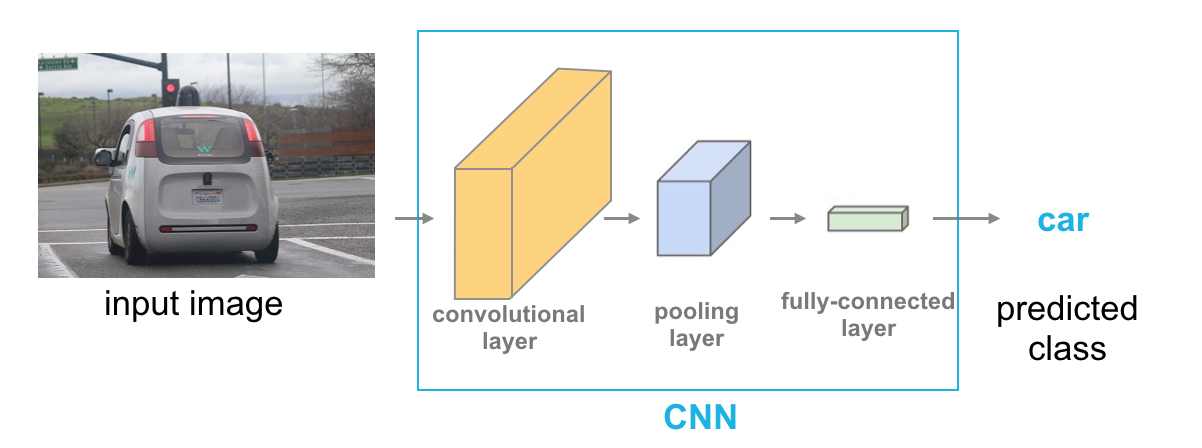 input image
convolutional
layer
pooling
layer
fully-connected
layer
CNN
car
predicted
class